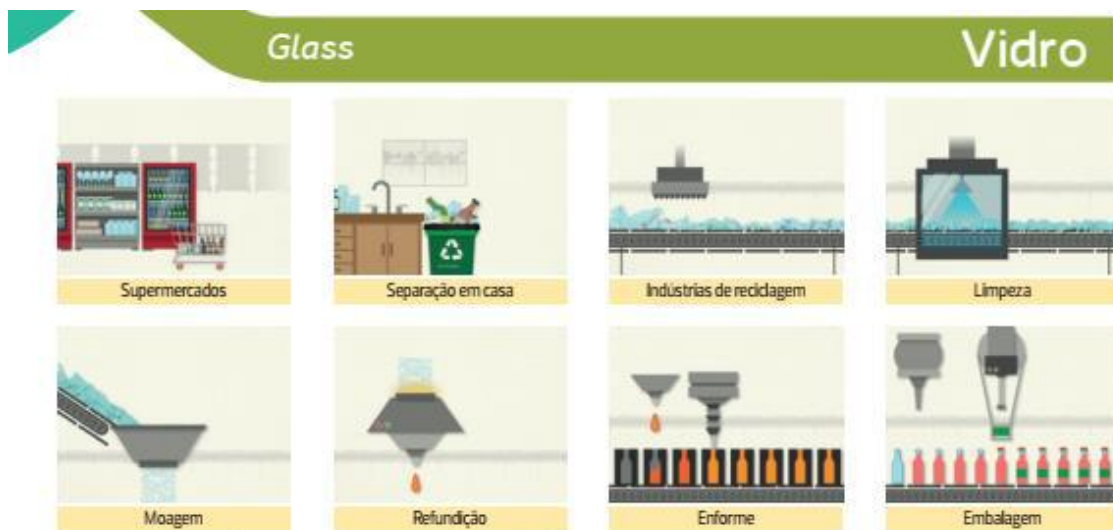 Glass
Vidro
Supermercados
Separação em casa
Indústrias de reciclagem
Limpeza
Moagem
Refundição
Enforme
Embalagem